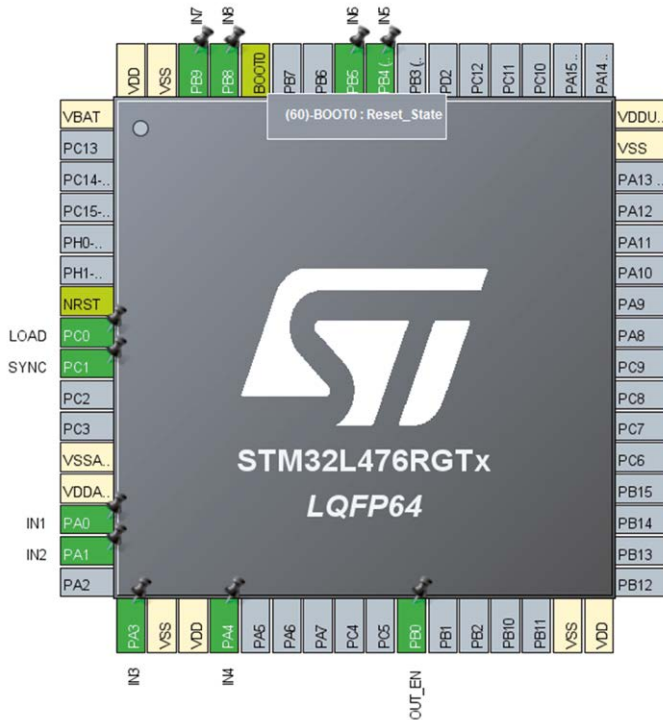 IN7
IN8
IN6
IN5
VDD
VSS
PB9
PB8
BOOT0
PB7
PB6
PB5
PB4 (..
PB3 (..
PD2
PC12
PC11
PC10
PA15..
PA14..
(60)-BOOT0 : Reset_State
VBAT
PC13
PC14-..
PC15-..
PH0-..
PH1-..
NRST
LOAD PC0
SYNC PC1
PC2
PC3
VSSA..
VDDA..
IN1 PA0
IN2 PA1
PA2
VDDU..
VSS
PA13 ..
PA12
PA11
PA10
PA9
PA8
PC9
PC8
PC7
PC6
PB15
PB14
PB13
PB12
ST
STM32L476RGTx
LQFP64
PA3
VSS
VDD
PA4
PA5
PA6
PA7
PC4
PC5
PB0
PB1
PB2
PB10
PB11
VSS
VDD
IN3
IN4
OUT_EN